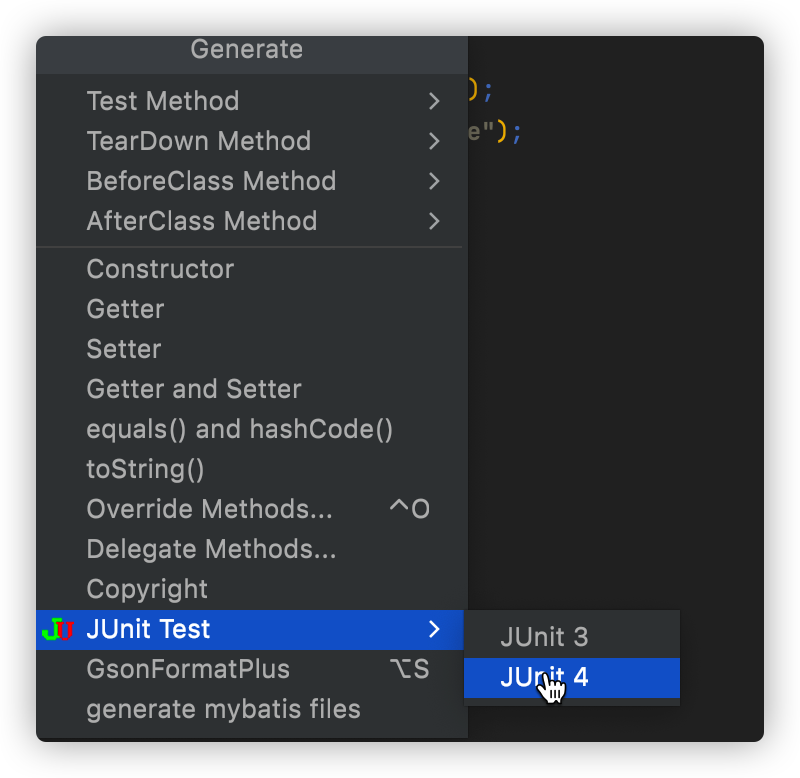 Generate
Test Method
);
TearDown Method
e");
BeforeClass Method
AfterClass Method
Constructor
Getter
Setter
Getter and Setter
equals() and hashCode()
toString()
Override Methods... ^O
Delegate Methods...
Copyright
JU JUnit Test
JUnit 3
GsonFormatPlus ⌥S
JUnit 4
generate mybatis files